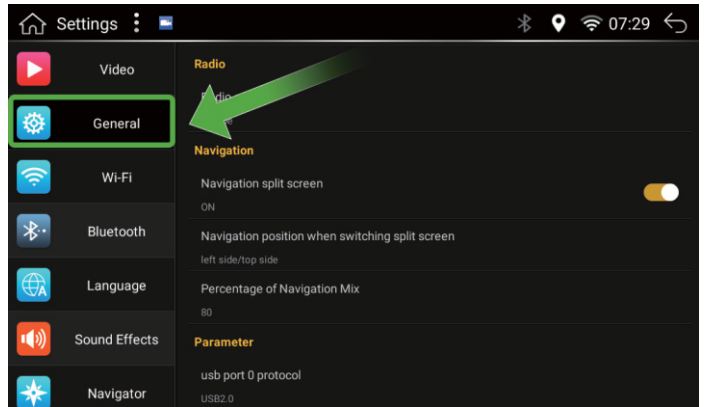 Settings
07:29
Video
General
Wi-Fi
Bluetooth
Language
Sound Effects
Navigator
Radio
Navigation
Navigation split screen
ON
Navigation position when switching split screen
left side/top side
Percentage of Navigation Mix
80
Parameter
usb port 0 protocol
USB2.0